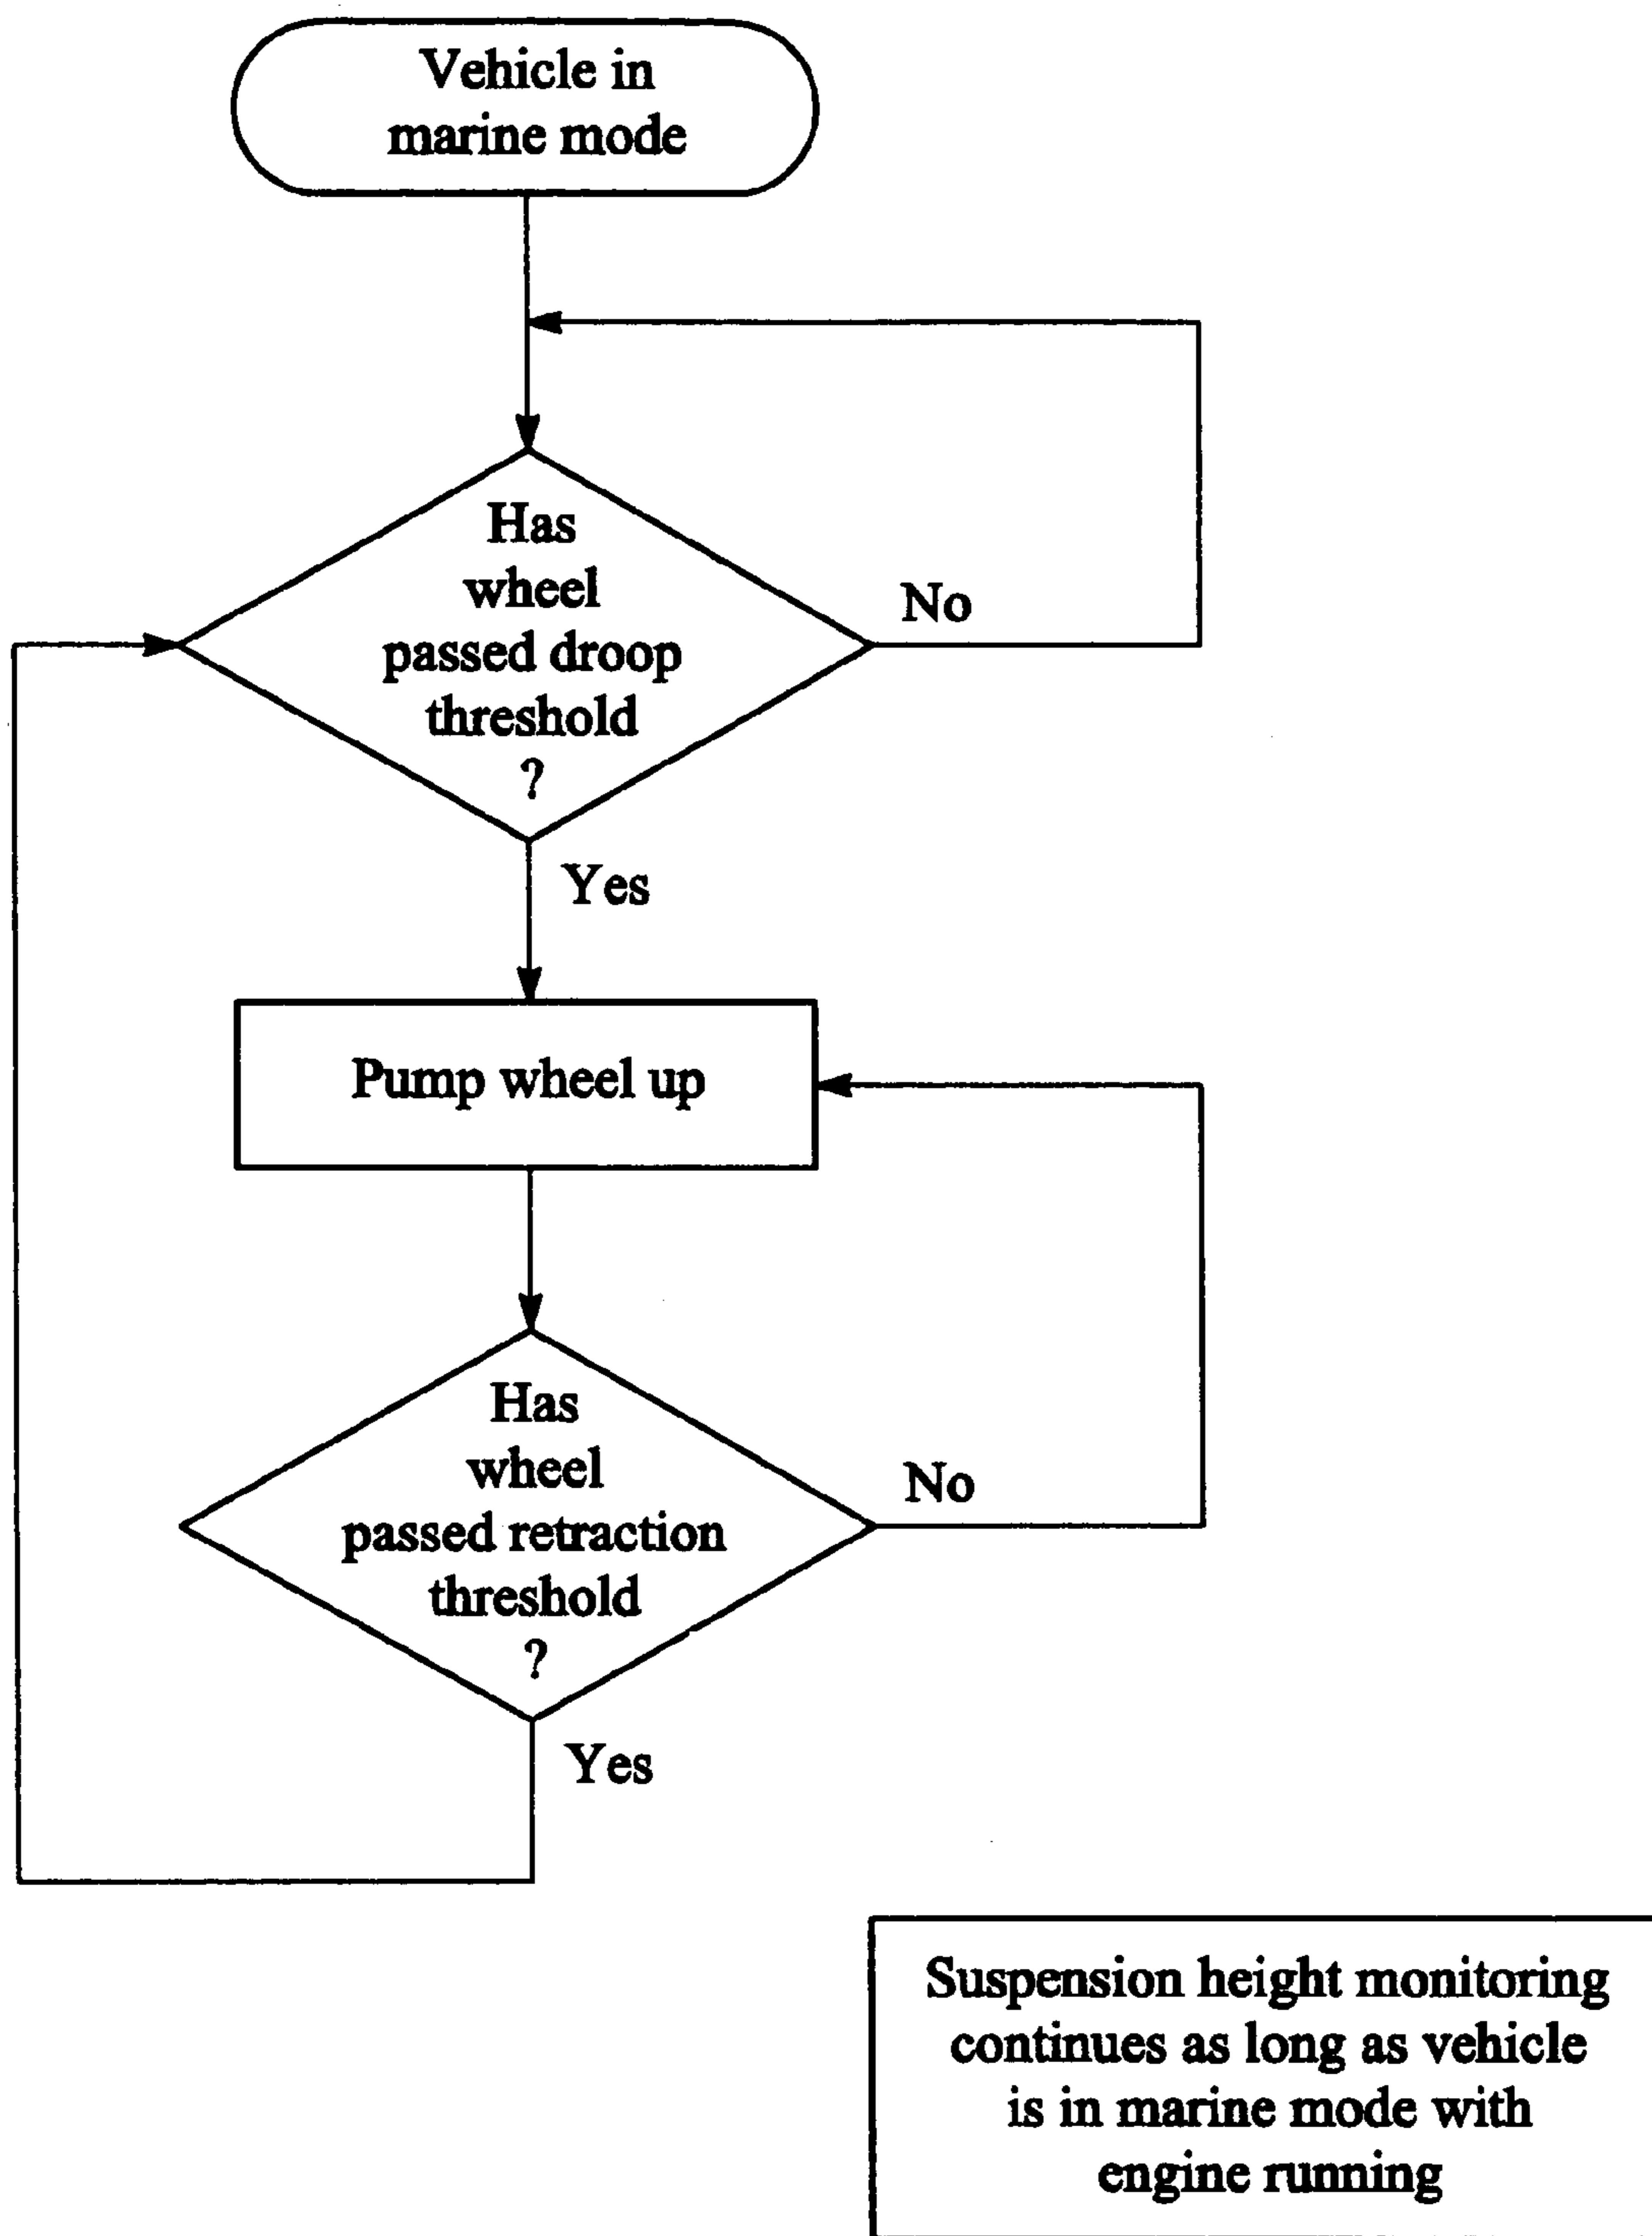 Vehicle in
marine mode
Has
wheel
passed droop
threshold
?
No
Yes
Pump wheel up
Has
wheel
passed retraction
threshold
?
No
Yes
Suspension height monitoring
continues as long as vehicle
is in marine mode with
engine running